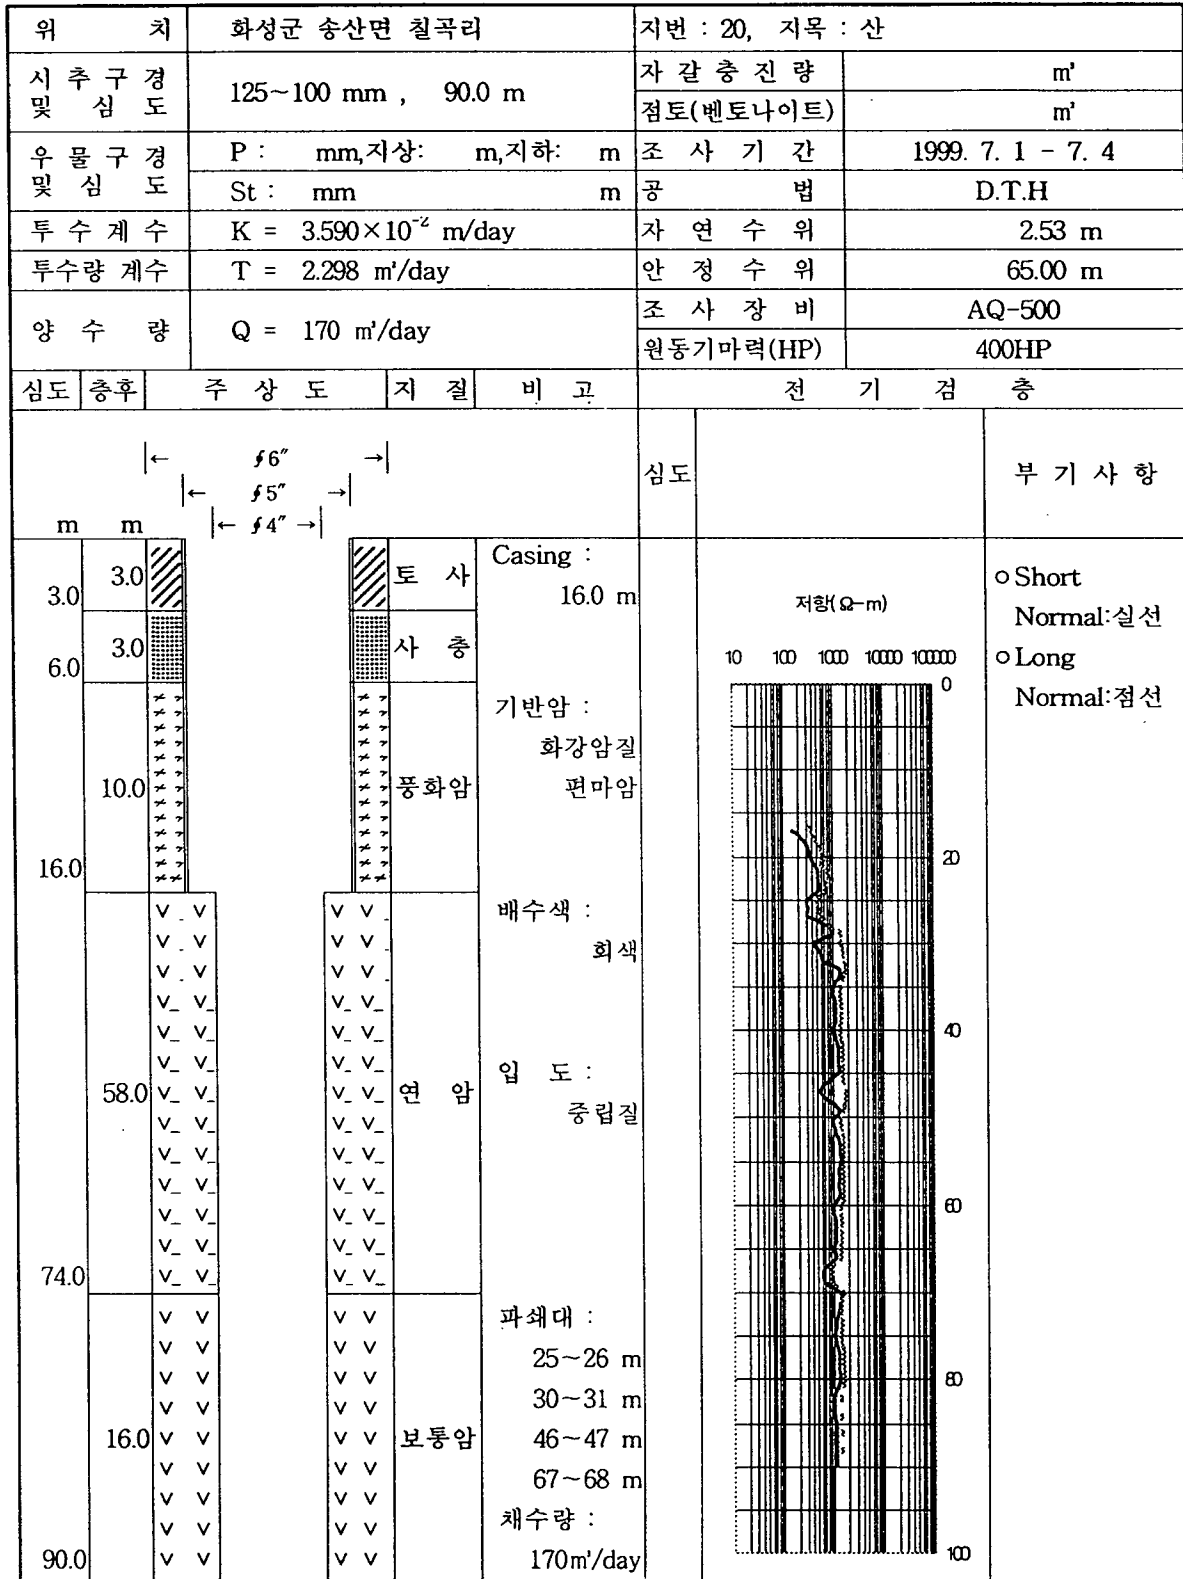 위 치 화성군 송산면 칠곡리 지번 : 20, 지목 : 산
시 추 구 경 및 심 도 125~100 mm , 90.0 m
자 갈 충 진 량 m³
점토(벤토나이트) m³
우 물 구 경 및 심 도 P : mm,지상: m,지하: m
조 사 기 간 1999. 7. 1 - 7. 4
St : mm m 공 법 D.T.H
투 수 계 수 K = 3.590×10⁻² m/day 자 연 수 위 2.53 m
투수량 계수 T = 2.298 m²/day 안 정 수 위 65.00 m
양 수 량 Q = 170 m³/day
조 사 장 비 AQ-500
원동기마력(HP) 400HP
심도 층후 주 상 도 지 질 비 고 전 기 검 층
← ∮6″ →
← ∮5″ →
← ∮4″ →
m m
심도 부 기 사 항
3.0 3.0 토 사
6.0 3.0 사 층
16.0 10.0 풍화암
74.0 58.0 연 암
90.0 16.0 보통암
Casing :
16.0 m
기반암 :
화강암질
편마암
배수색 :
회색
입 도 :
중립질
파쇄대 :
25~26 m
30~31 m
46~47 m
67~68 m
채수량 :
170m³/day
저항(Ω-m)
10 100 1000 10000 100000
0
20
40
60
80
100
○ Short
Normal:실선
○ Long
Normal:점선